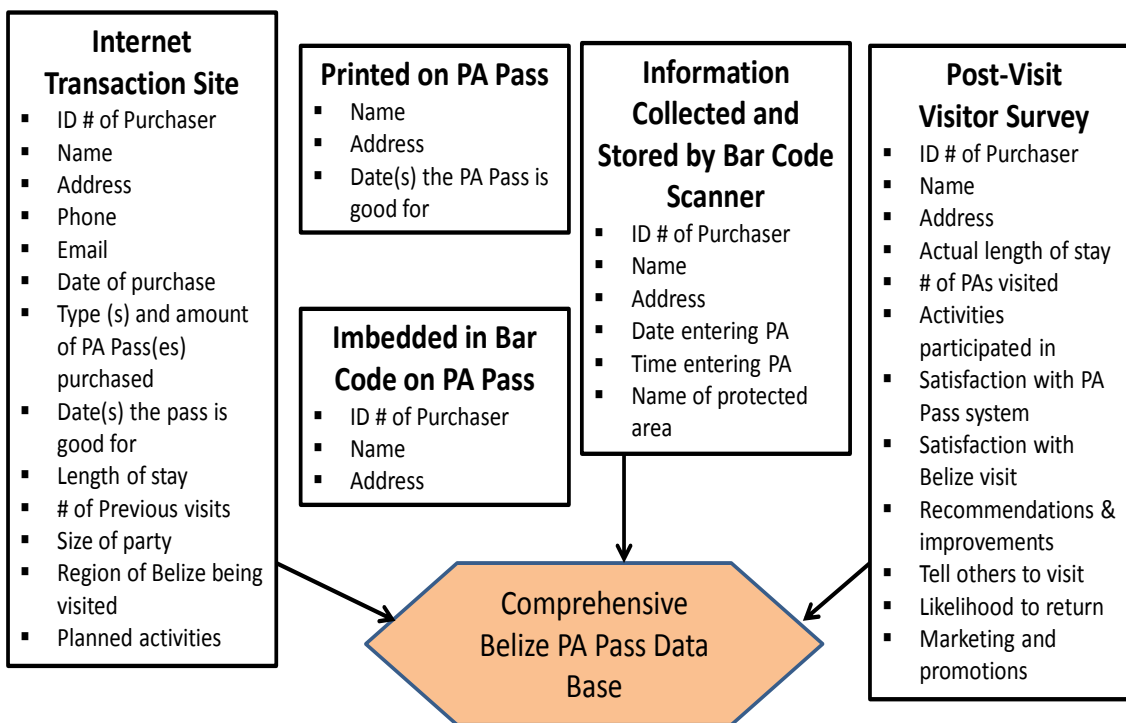 Internet
Transaction Site
▪ ID # of Purchaser
▪ Name
▪ Address
▪ Phone
▪ Email
▪ Date of purchase
▪ Type (s) and amount
of PA Pass(es)
purchased
▪ Date(s) the pass is
good for
▪ Length of stay
▪ # of Previous visits
▪ Size of party
▪ Region of Belize being
visited
▪ Planned activities
Printed on PA Pass
▪ Name
▪ Address
▪ Date(s) the PA Pass is
good for
Imbedded in Bar
Code on PA Pass
▪ ID # of Purchaser
▪ Name
▪ Address
Information
Collected and
Stored by Bar Code
Scanner
▪ ID # of Purchaser
▪ Name
▪ Address
▪ Date entering PA
▪ Time entering PA
▪ Name of protected
area
Post-Visit
Visitor Survey
▪ ID # of Purchaser
▪ Name
▪ Address
▪ Actual length of stay
▪ # of PAs visited
▪ Activities
participated in
▪ Satisfaction with PA
Pass system
▪ Satisfaction with
Belize visit
▪ Recommendations &
improvements
▪ Tell others to visit
▪ Likelihood to return
▪ Marketing and
promotions
Comprehensive
Belize PA Pass Data
Base